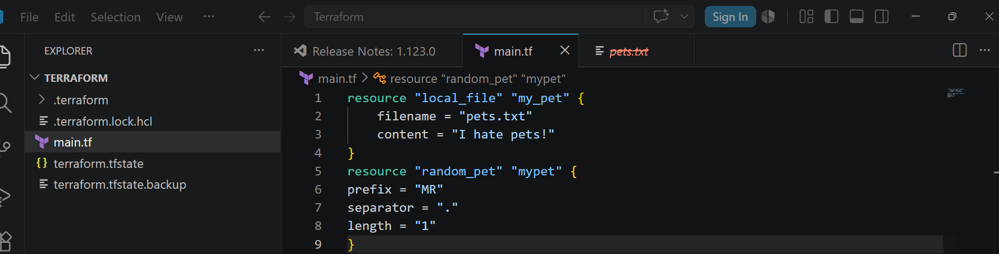 File Edit Selection View ··· Terraform Sign In
EXPLORER ···
Release Notes: 1.123.0 main.tf pets.txt ···
TERRAFORM
.terraform
.terraform.lock.hcl
main.tf
terraform.tfstate
terraform.tfstate.backup
main.tf > resource "random_pet" "mypet"
1 resource "local_file" "my_pet" {
2 filename = "pets.txt"
3 content = "I hate pets!"
4 }
5 resource "random_pet" "mypet" {
6 prefix = "MR"
7 separator = "."
8 length = "1"
9 }